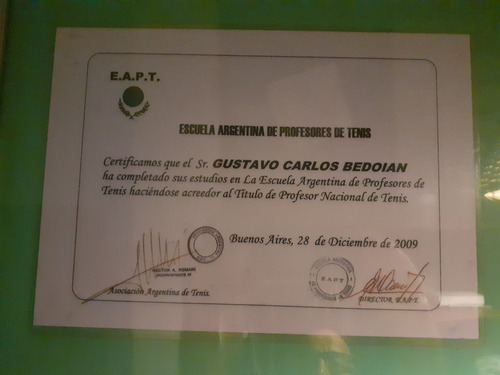 E.A.P.T.
ESCUELA ARGENTINA DE PROFESORES DE TENIS
Certificamos que el Sr. GUSTAVO CARLOS BEDOIAN
ha completado sus estudios en La Escuela Argentina de Profesores de
Tenis haciéndose acreedor al Título de Profesor Nacional de Tenis.
Buenos Aires, 28 de Diciembre de 2009
HECTOR A. ROMANI
Asociación Argentina de Tenis.
E.A.P.T
DIRECTOR E.A.P.T.